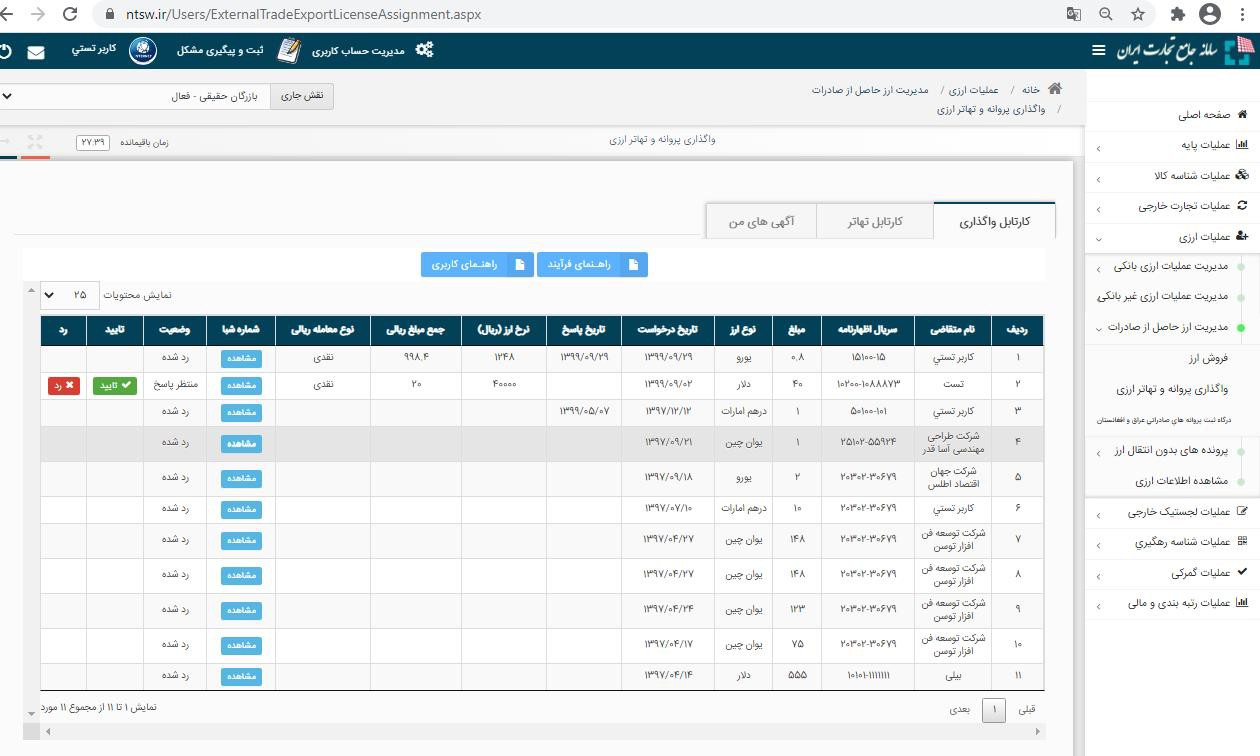 ntsw.ir/Users/ExternalTradeExportLicenseAssignment.aspx
سامانه جامع تجارت ایران
مدیریت حساب کاربری
ثبت و پیگیری مشکل
کاربر تستي
خانه / عملیات ارزی / مدیریت ارز حاصل از صادرات
/ واگذاری پروانه و تهاتر ارزی
نقش جاری
بازرگان حقیقی - فعال
واگذاری پروانه و تهاتر ارزی
زمان باقیمانده ۲۷:۳۹
صفحه اصلی
عملیات پایه
عملیات شناسه کالا
عملیات تجارت خارجی
عملیات ارزی
مدیریت عملیات ارزی بانکی
مدیریت عملیات ارزی غیر بانکی
مدیریت ارز حاصل از صادرات
فروش ارز
واگذاری پروانه و تهاتر ارزی
درگاه ثبت پروانه هاي صادراتي عراق و افغانستان
پرونده های بدون انتقال ارز
مشاهده اطلاعات ارزی
عملیات لجستیک خارجی
عملیات شناسه رهگیري
عملیات گمرکی
عملیات رتبه بندی و مالی
کارتابل واگذاری
کارتابل تهاتر
آگهی های من
راهنمای فرآیند
راهنمای کاربری
نمایش محتویات ۲۵
ردیف نام متقاضی سریال اظهارنامه مبلغ نوع ارز تاریخ درخواست تاریخ پاسخ نرخ ارز (ریال) جمع مبلغ ریالی نوع معامله ریالی شماره شبا وضعیت تایید رد
۱ کاربر تستي ۱۵۱۰۰-۱۵ ۰.۸ یورو ۱۳۹۹/۰۹/۲۹ ۱۳۹۹/۰۹/۲۹ ۱۲۴۸ ۹۹۸.۴ نقدی مشاهده رد شده
۲ تست ۱۰۲۰۰-۱۰۸۸۸۷۳ ۴۰ دلار ۱۳۹۹/۰۹/۰۲ ۴۰۰۰۰ ۲۰ نقدی مشاهده منتظر پاسخ تایید رد
۳ کاربر تستي ۵۰۱۰۰-۱۰۱ ۱ درهم امارات ۱۳۹۷/۱۲/۱۲ ۱۳۹۹/۰۵/۰۷ مشاهده رد شده
۴ شرکت طراحی مهندسی آسا قدر ۲۵۱۰۲-۵۵۹۲۴ ۱ یوان چین ۱۳۹۷/۰۹/۲۱ مشاهده رد شده
۵ شرکت جهان اقتصاد اطلس ۲۰۳۰۲-۳۰۶۷۹ ۲ یورو ۱۳۹۷/۰۹/۱۸ مشاهده رد شده
۶ کاربر تستي ۲۰۳۰۲-۳۰۶۷۹ ۱۰ درهم امارات ۱۳۹۷/۰۷/۱۰ مشاهده رد شده
۷ شرکت توسعه فن افزار توسن ۲۰۳۰۲-۳۰۶۷۹ ۱۴۸ یوان چین ۱۳۹۷/۰۴/۲۷ مشاهده رد شده
۸ شرکت توسعه فن افزار توسن ۲۰۳۰۲-۳۰۶۷۹ ۱۴۸ یوان چین ۱۳۹۷/۰۴/۲۷ مشاهده رد شده
۹ شرکت توسعه فن افزار توسن ۲۰۳۰۲-۳۰۶۷۹ ۱۲۳ یوان چین ۱۳۹۷/۰۴/۲۴ مشاهده رد شده
۱۰ شرکت توسعه فن افزار توسن ۲۰۳۰۲-۳۰۶۷۹ ۷۵ یوان چین ۱۳۹۷/۰۴/۱۷ مشاهده رد شده
۱۱ بیلی ۱۰۱۰۱-۱۱۱۱۱۱۱ ۵۵۵ دلار ۱۳۹۷/۰۴/۱۴ مشاهده رد شده
قبلی ۱ بعدی
نمایش ۱ تا ۱۱ از مجموع ۱۱ مورد